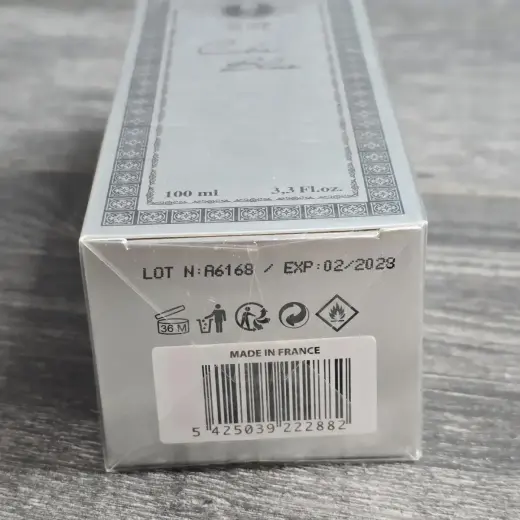 100 ml 3,3 Fl.oz.
LOT N:A6168 / EXP:02/2028
36 M
MADE IN FRANCE
5 425039 222882